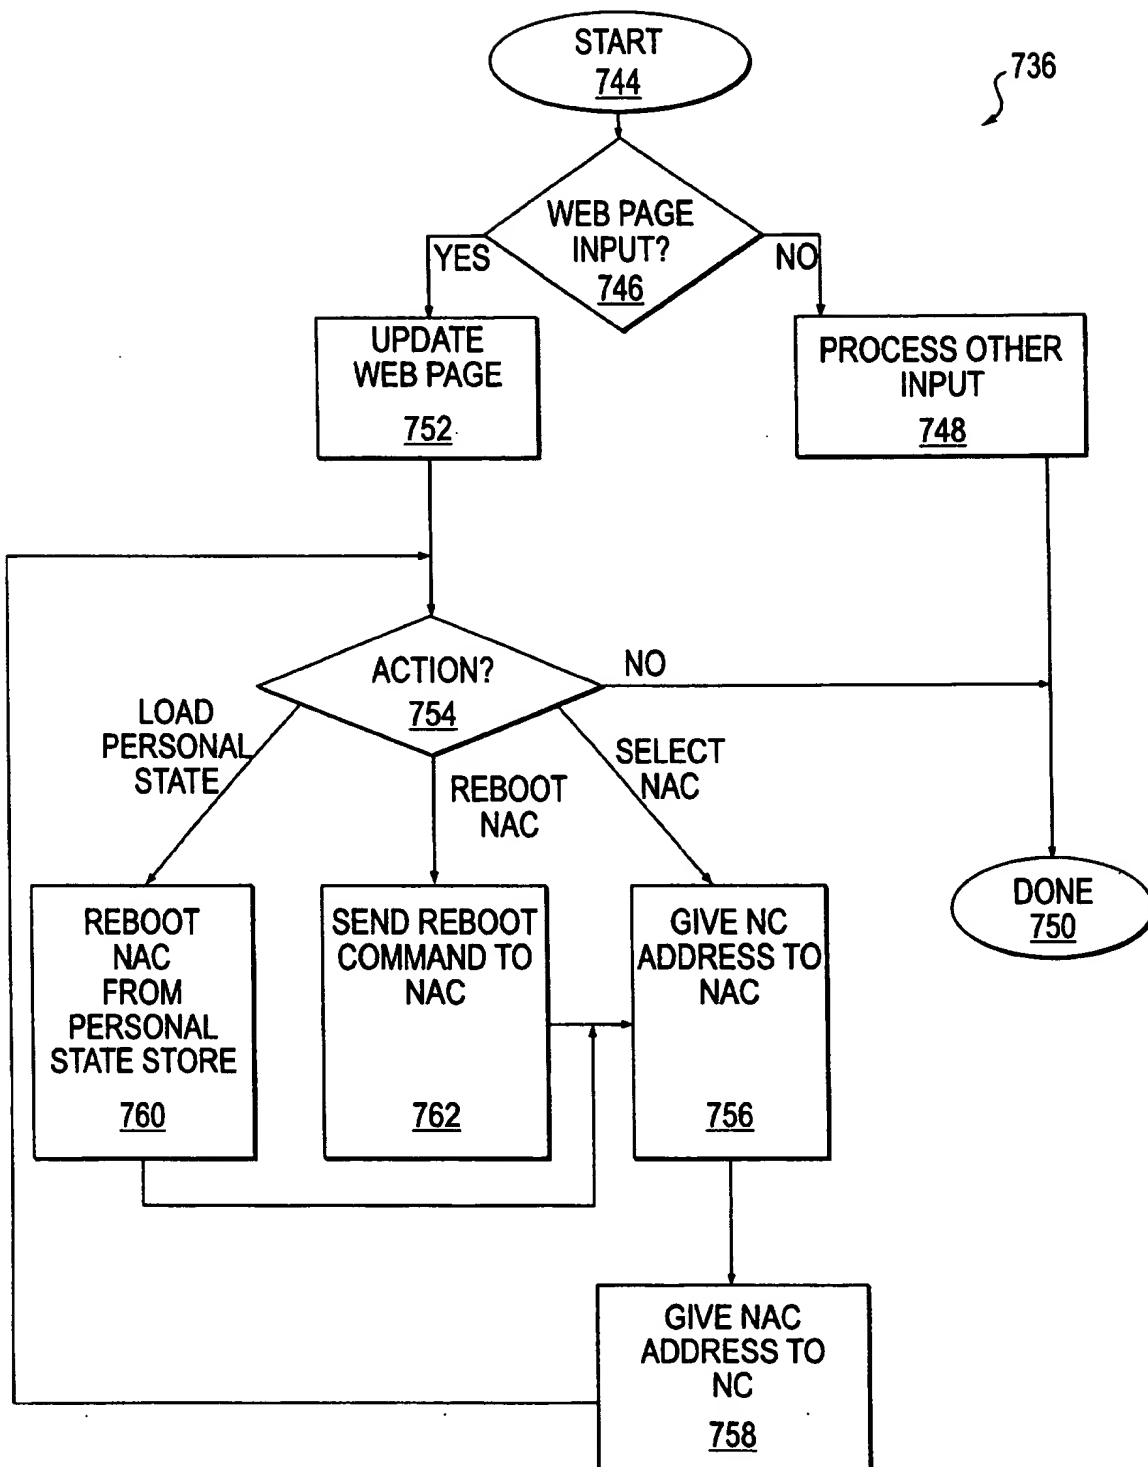 START
744
736
WEB PAGE
INPUT?
746
YES
NO
UPDATE
WEB PAGE
752
PROCESS OTHER
INPUT
748
ACTION?
754
NO
LOAD
PERSONAL
STATE
REBOOT
NAC
SELECT
NAC
REBOOT
NAC
FROM
PERSONAL
STATE STORE
760
SEND REBOOT
COMMAND TO
NAC
762
GIVE NC
ADDRESS TO
NAC
756
DONE
750
GIVE NAC
ADDRESS TO
NC
758